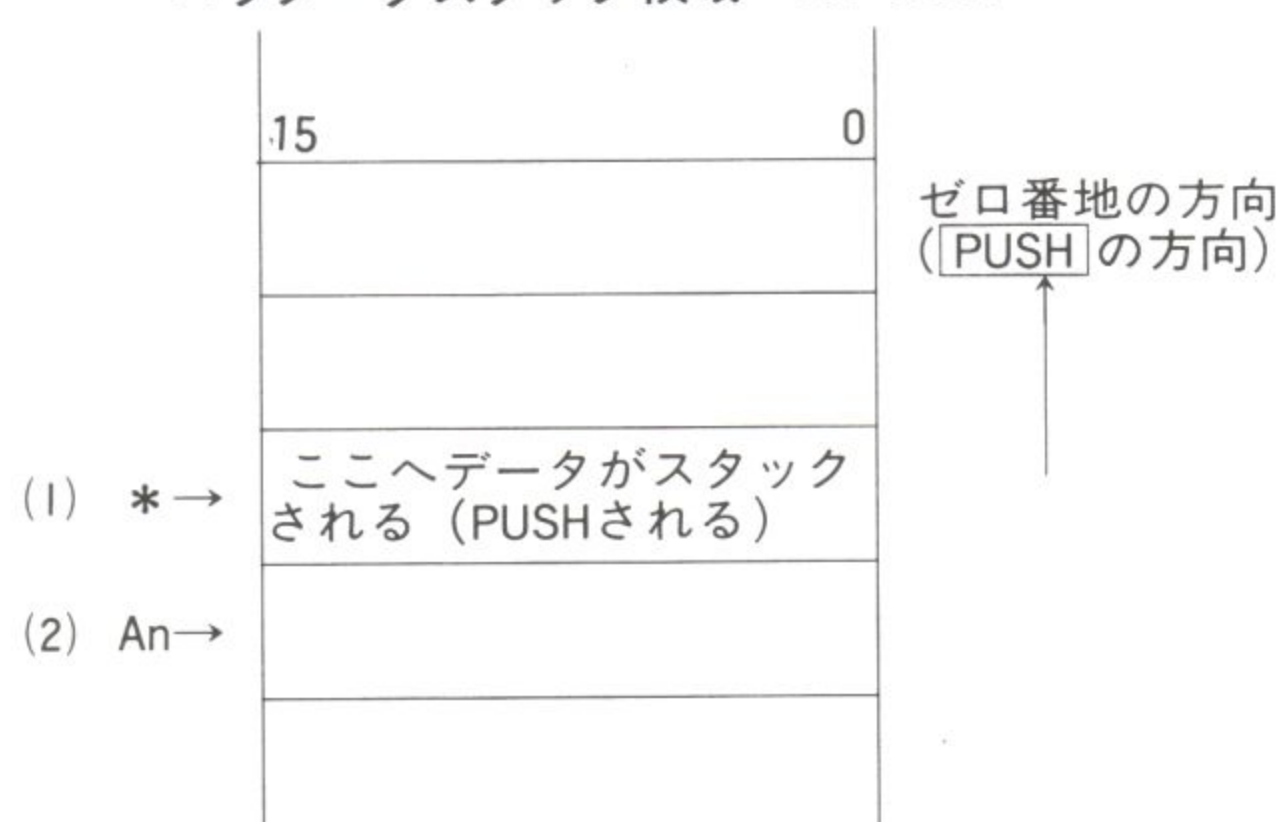 15 0
ゼロ番地の方向
(PUSHの方向)
(1) *→ ここへデータがスタック
される (PUSHされる)
(2) An→